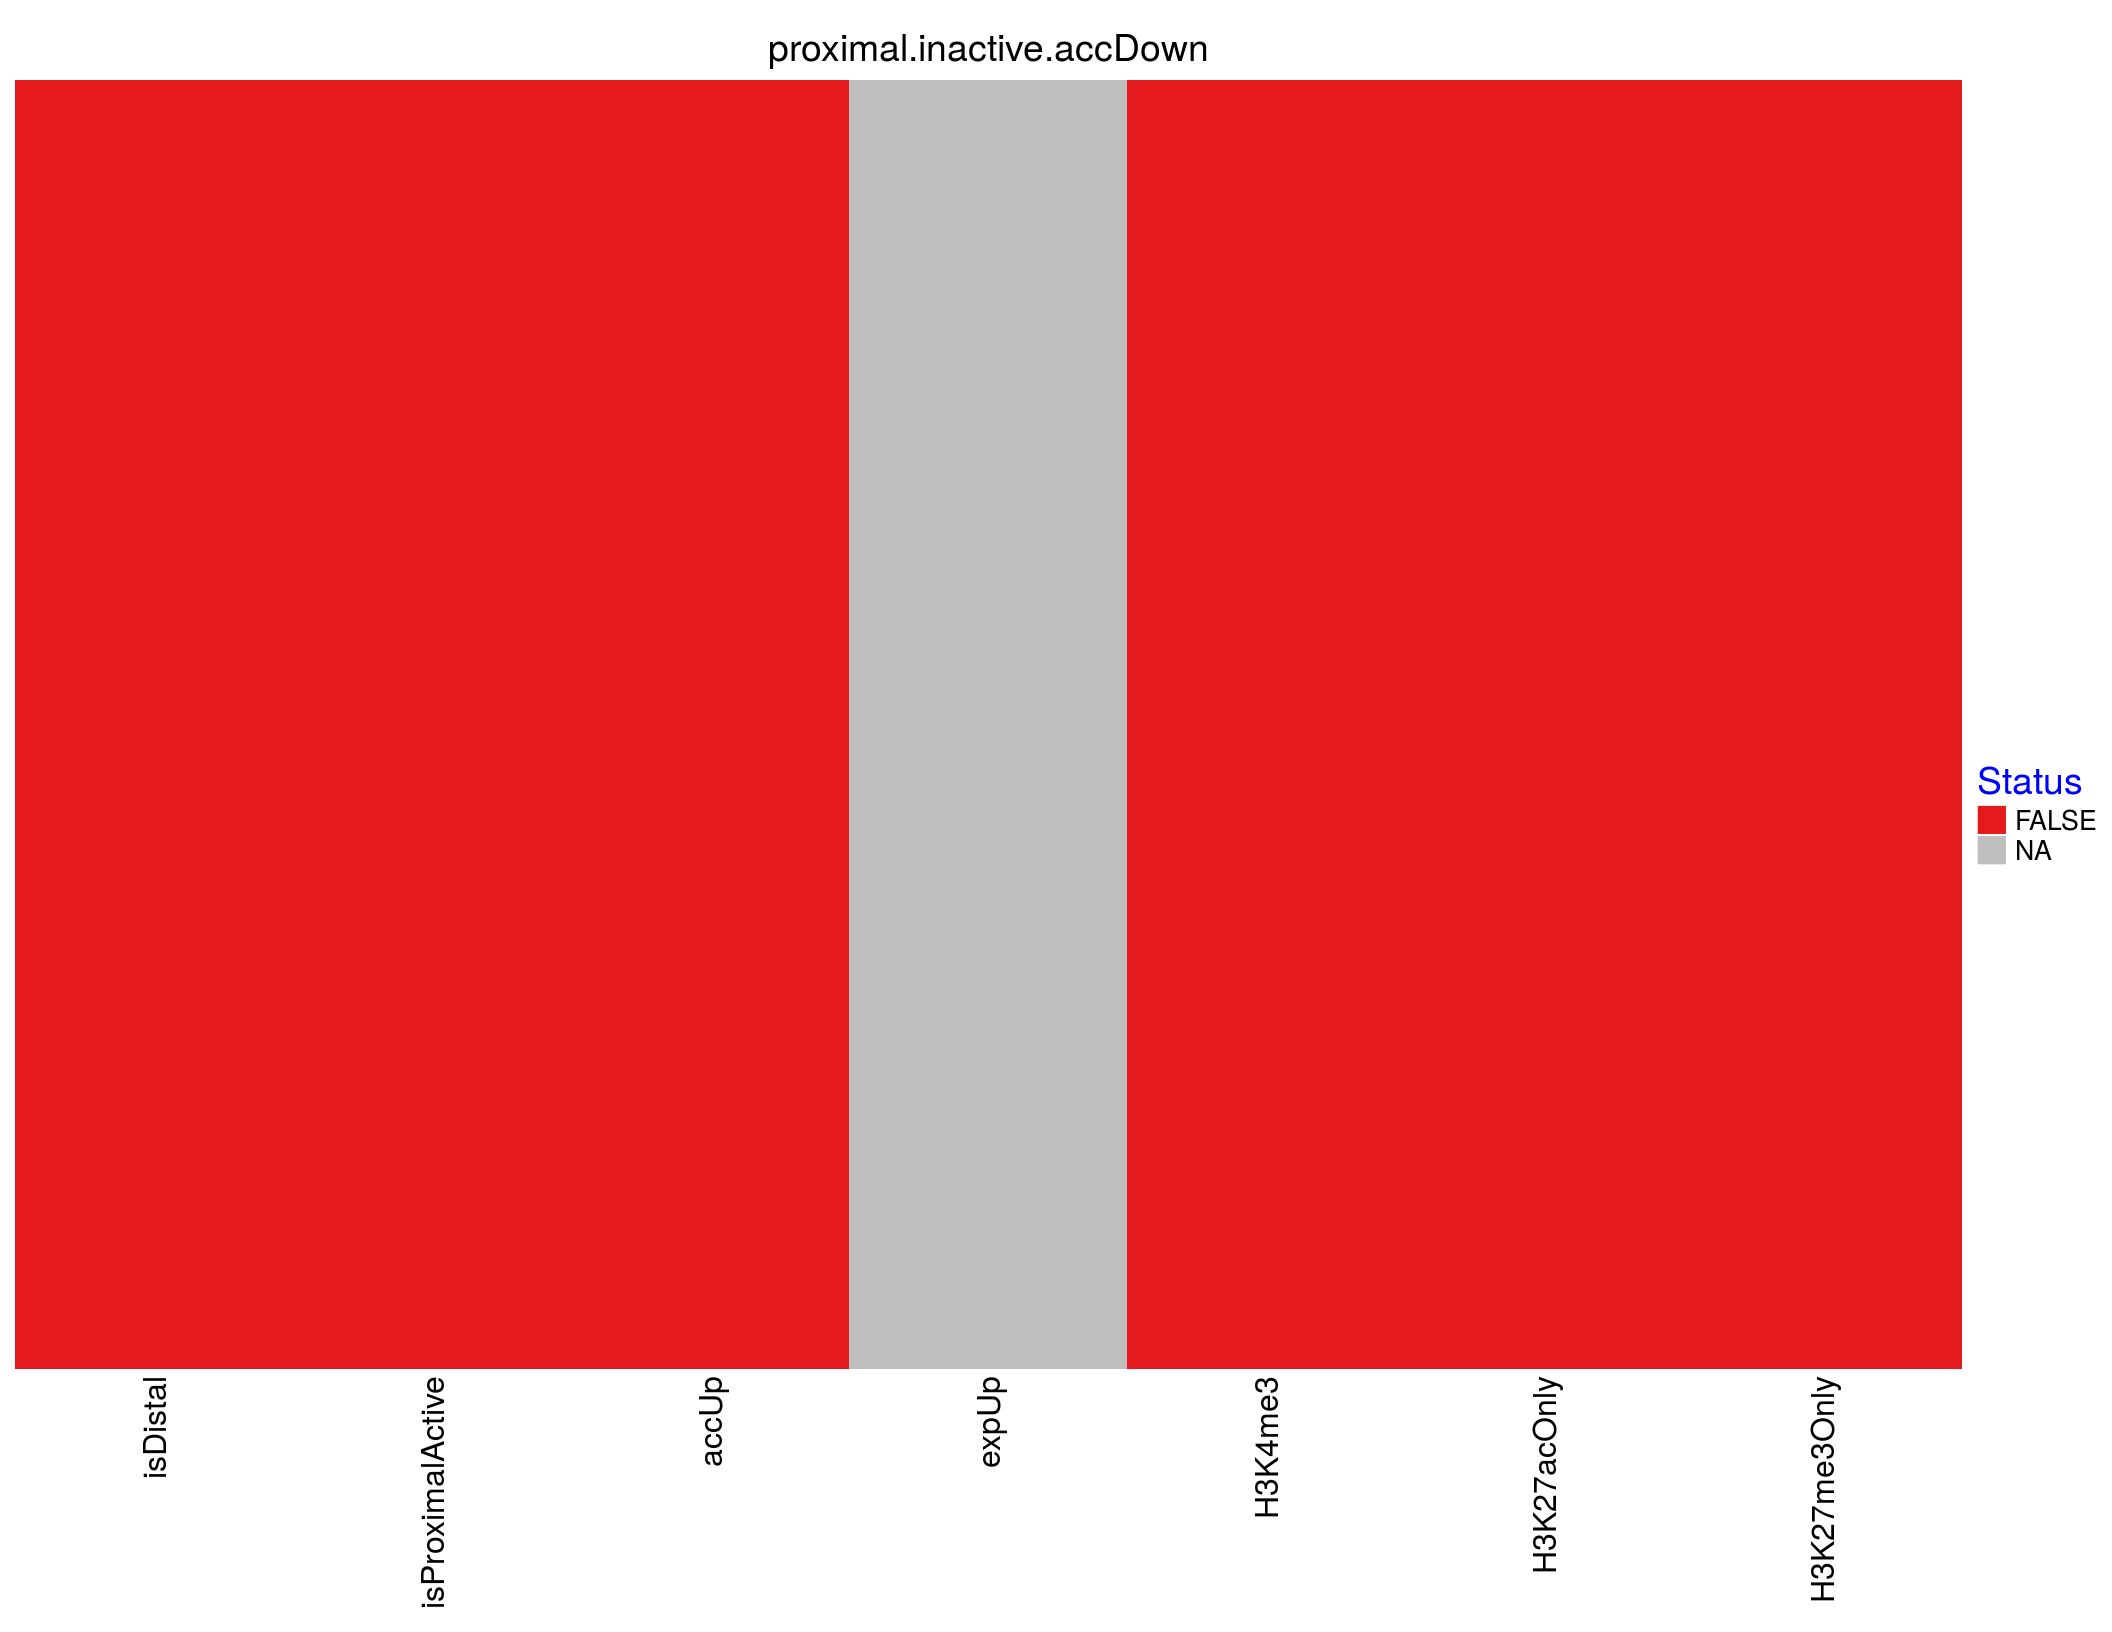 proximal.inactive.accDown
Status
FALSE
NA
isDistal
isProximalActive
accUp
expUp
H3K4me3
H3K27acOnly
H3K27me3Only